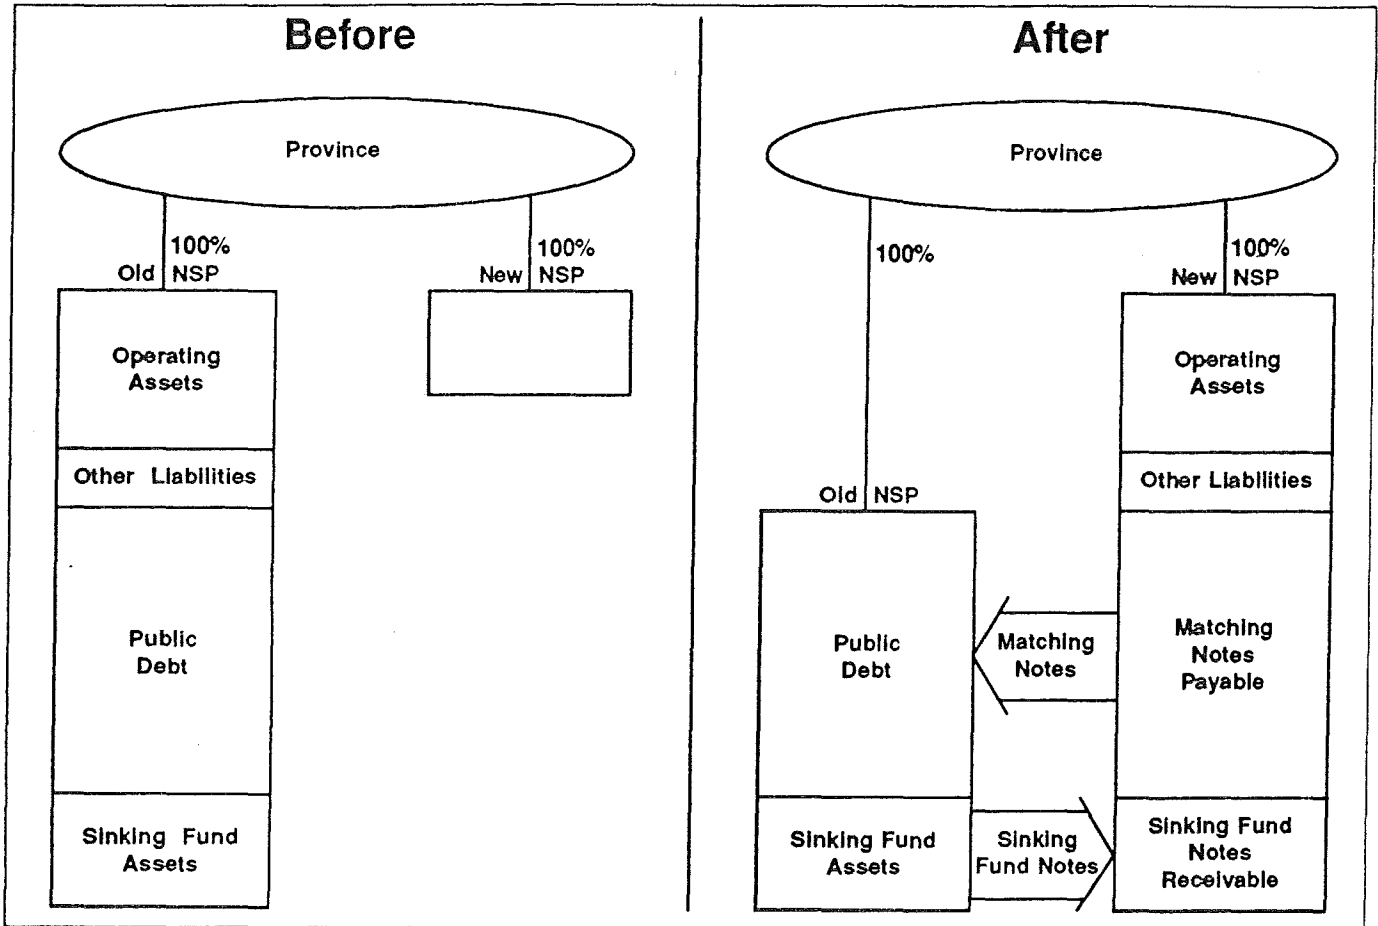 Before
Province
100%
Old NSP
100%
New NSP
Operating
Assets
Other Liabilities
Public
Debt
Sinking Fund
Assets
After
Province
100%
Old NSP
100%
New NSP
Operating
Assets
Other Liabilities
Public
Debt
Matching
Notes
Matching
Notes
Payable
Sinking Fund
Assets
Sinking
Fund Notes
Sinking Fund
Notes
Receivable